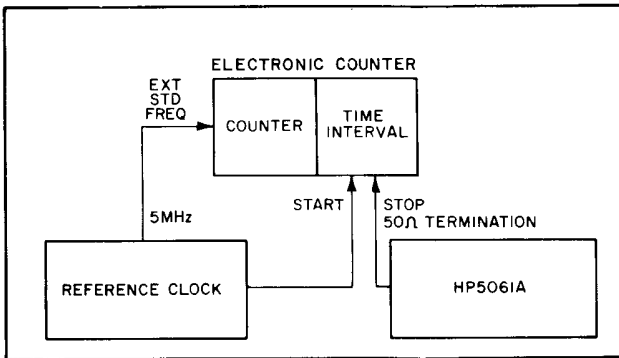 ELECTRONIC COUNTER
EXT
STD
FREQ
COUNTER
TIME
INTERVAL
START
STOP
50Ω TERMINATION
5MHz
REFERENCE CLOCK
HP5061A